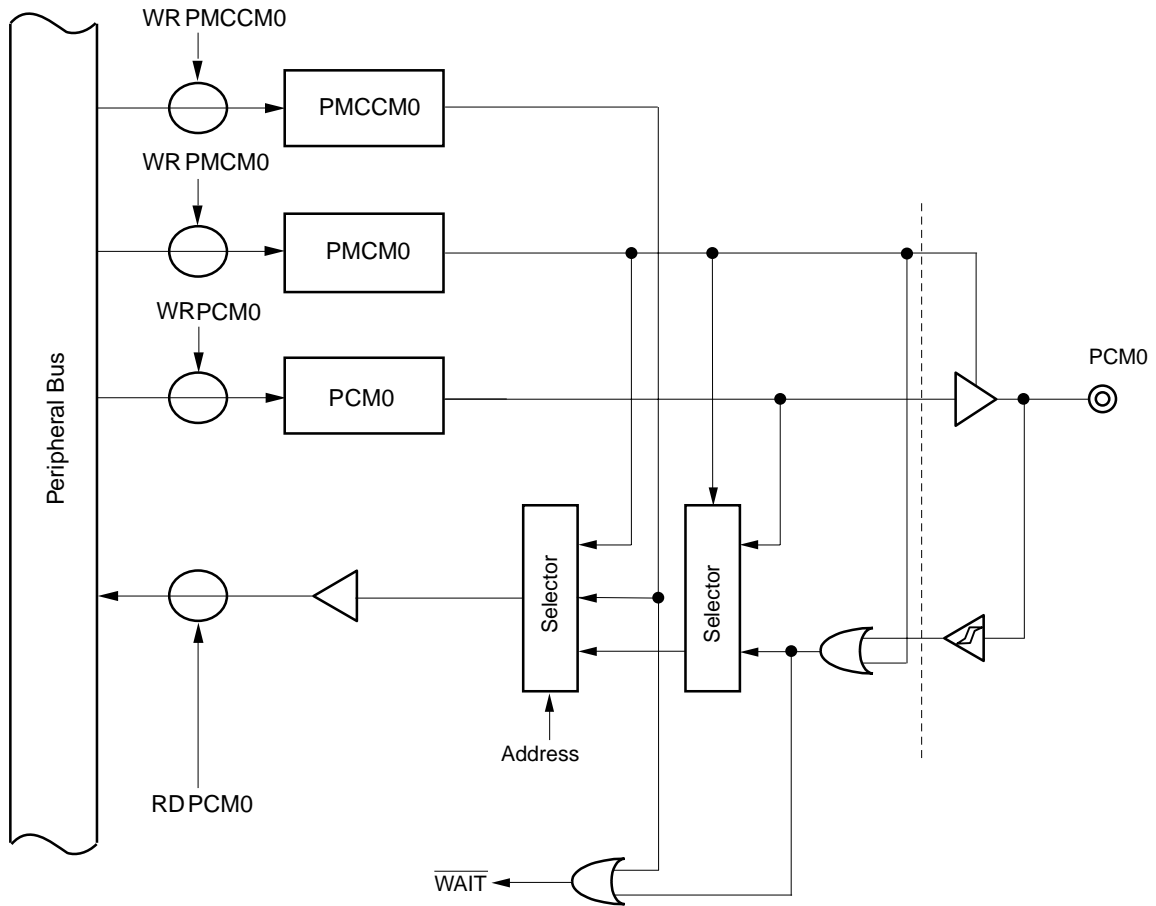 WR PMCCM0
PMCCM0
WR PMCM0
PMCM0
WR PCM0
PCM0
PCM0
Peripheral Bus
Selector
Selector
Address
RD PCM0
WAIT